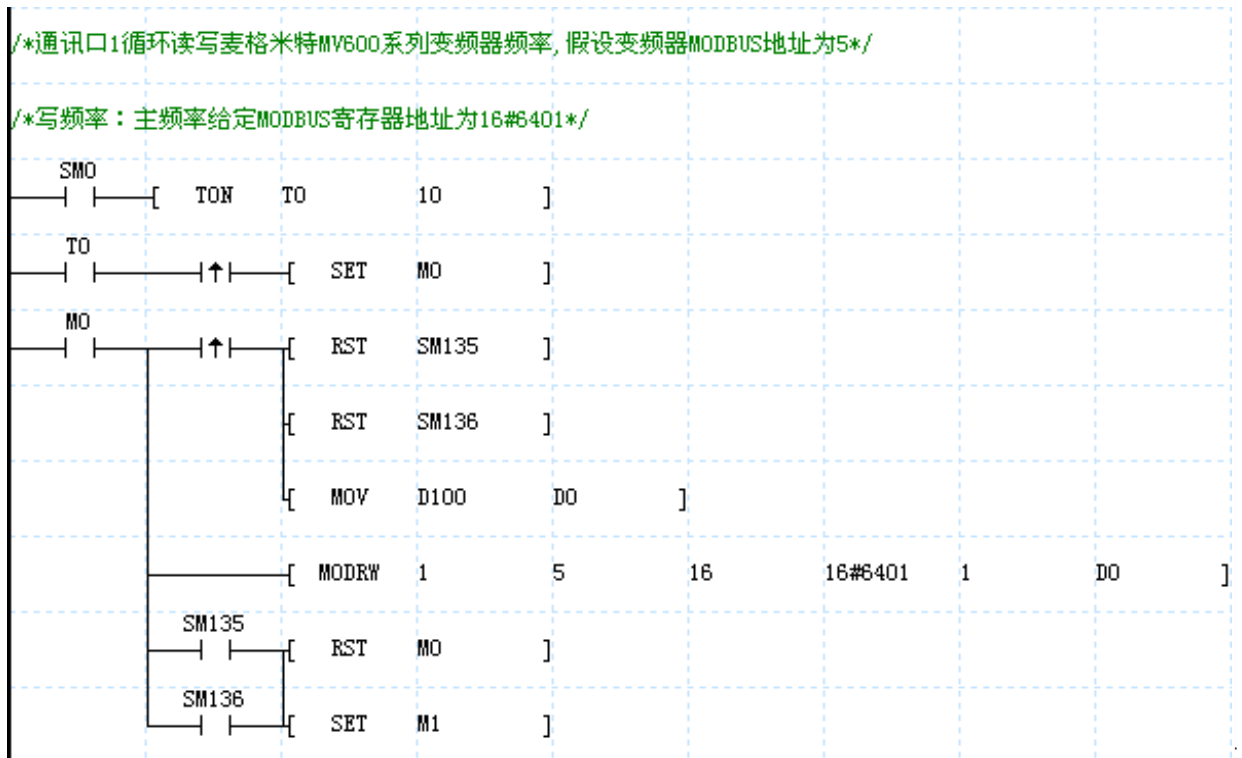 /*通讯口1循环读写麦格米特MV600系列变频器频率,假设变频器MODBUS地址为5*/
/*写频率:主频率给定MODBUS寄存器地址为16#6401*/
SM0
[ TON T0 10 ]
T0
[ SET M0 ]
M0
[ RST SM135 ]
[ RST SM136 ]
[ MOV D100 D0 ]
[ MODRW 1 5 16 16#6401 1 D0 ]
SM135
[ RST M0 ]
SM136
[ SET M1 ]